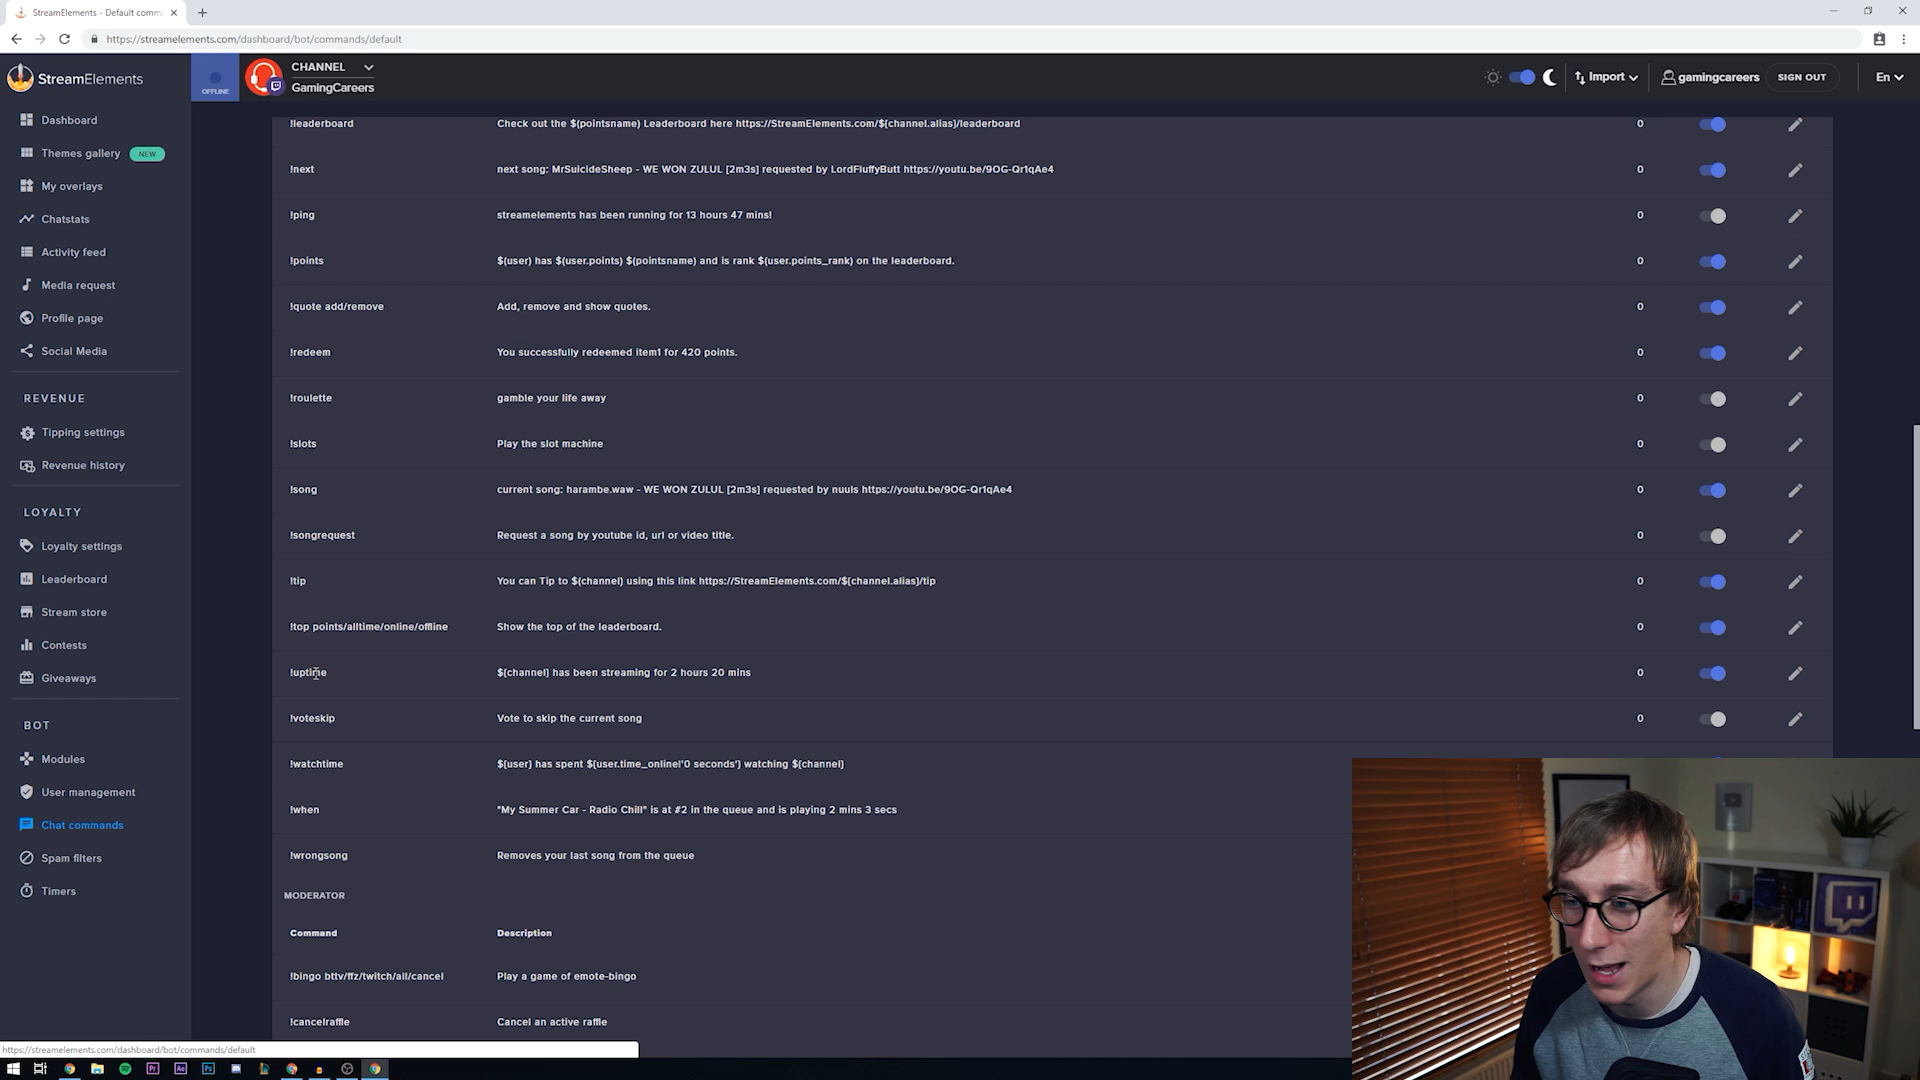 StreamElements - Default comm
https://streamelements.com/dashboard/bot/commands/default
StreamElements
OFFLINE
CHANNEL
GamingCareers
Import
gamingcareers
SIGN OUT
En
Dashboard
Themes gallery NEW
My overlays
Chatstats
Activity feed
Media request
Profile page
Social Media
REVENUE
Tipping settings
Revenue history
LOYALTY
Loyalty settings
Leaderboard
Stream store
Contests
Giveaways
BOT
Modules
User management
Chat commands
Spam filters
Timers
!leaderboard Check out the $(pointsname) Leaderboard here https://StreamElements.com/${channel.alias}/leaderboard 0
!next next song: MrSuicideSheep - WE WON ZULUL [2m3s] requested by LordFluffyButt https://youtu.be/9OG-Qr1qAe4 0
!ping streamelements has been running for 13 hours 47 mins! 0
!points $(user) has $(user.points) $(pointsname) and is rank $(user.points_rank) on the leaderboard. 0
!quote add/remove Add, remove and show quotes. 0
!redeem You successfully redeemed item1 for 420 points. 0
!roulette gamble your life away 0
!slots Play the slot machine 0
!song current song: harambe.waw - WE WON ZULUL [2m3s] requested by nuuls https://youtu.be/9OG-Qr1qAe4 0
!songrequest Request a song by youtube id, url or video title. 0
!tip You can Tip to $(channel) using this link https://StreamElements.com/${channel.alias}/tip 0
!top points/alltime/online/offline Show the top of the leaderboard. 0
!uptime ${channel} has been streaming for 2 hours 20 mins 0
!voteskip Vote to skip the current song 0
!watchtime ${user} has spent ${user.time_online|'0 seconds'} watching ${channel}
!when "My Summer Car - Radio Chill" is at #2 in the queue and is playing 2 mins 3 secs
!wrongsong Removes your last song from the queue
MODERATOR
Command Description
!bingo bttv/ffz/twitch/all/cancel Play a game of emote-bingo
!cancelraffle Cancel an active raffle
https://streamelements.com/dashboard/bot/commands/default
Pr
Ae
Ps